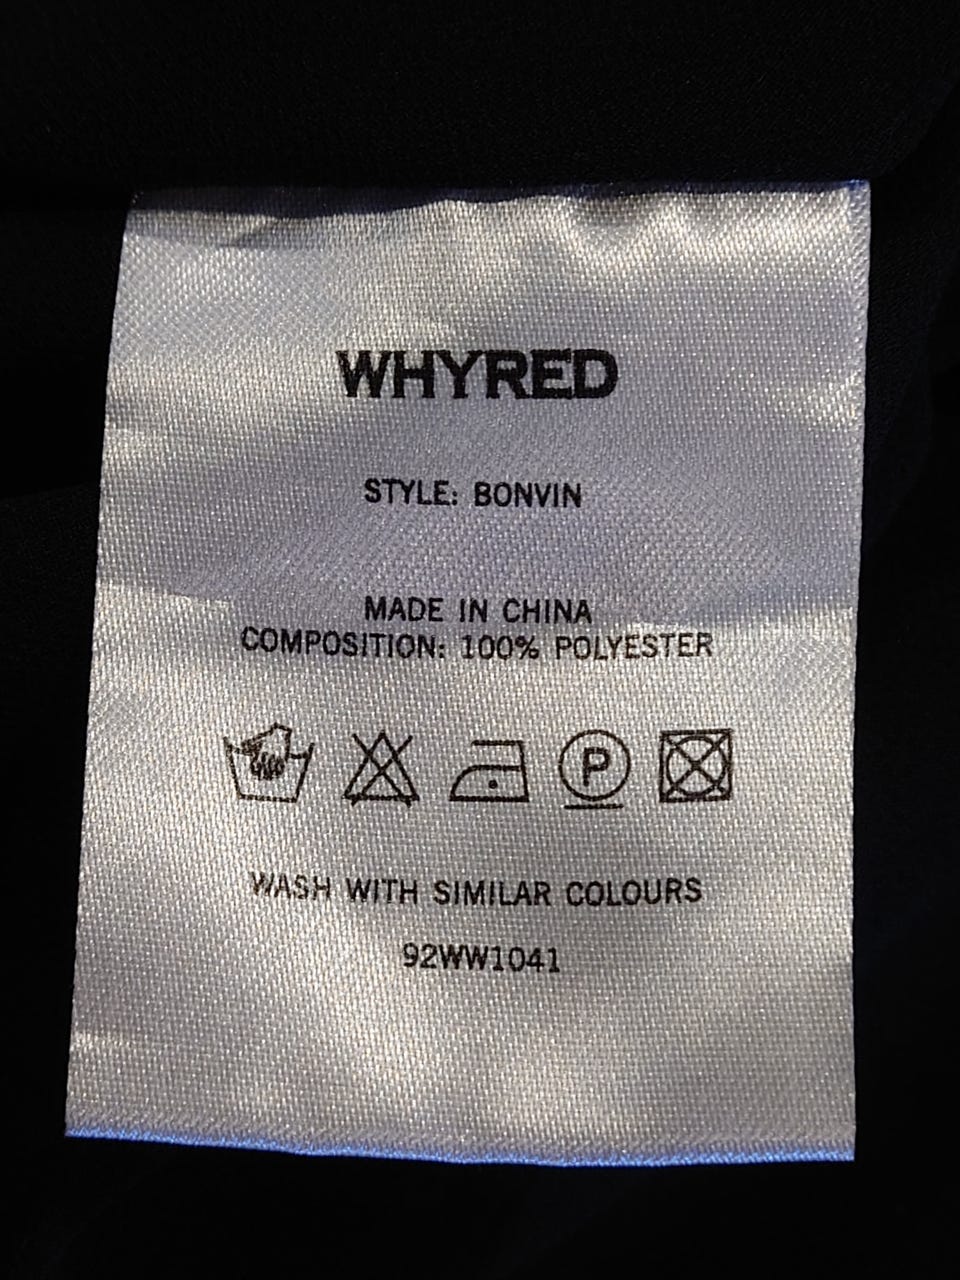 WHYRED
STYLE: BONVIN
MADE IN CHINA
COMPOSITION: 100% POLYESTER
P
WASH WITH SIMILAR COLOURS
92WW1041